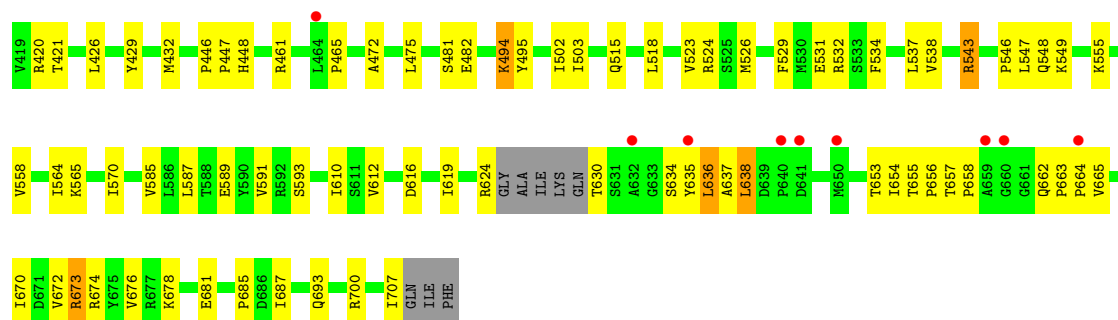 V419 R420 T421 L426 Y429 M432 P446 P447 H448 R461 L464 P465 A472 L475 S481 E482 K494 Y495 I502 I503 Q515 L518 V523 R524 S525 M526 F529 M530 E531 R532 S533 F534 L537 V538 R543 P546 L547 Q548 K549 K555
V558 I564 K565 I570 V585 L586 L587 T588 E589 Y590 V591 R592 S593 I610 S611 V612 D616 I619 R624 GLY ALA ILE LYS GLN T630 S631 A632 G633 S634 Y635 L636 A637 L638 D639 P640 D641 M650 T653 I654 T655 P656 T657 P658 A659 G660 G661 Q662 P663 P664 V665
I670 D671 V672 R673 R674 Y675 V676 R677 K678 E681 P685 D686 I687 Q693 R700 I707 GLN ILE PHE